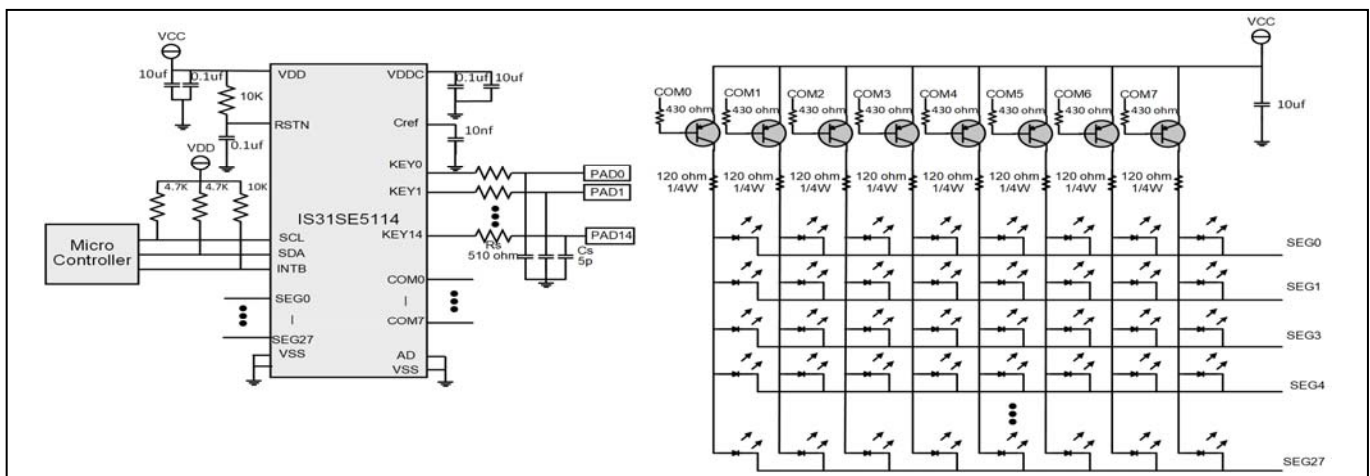 VCC
10uf
0.1uf
10K
0.1uf
VDD
4.7K 4.7K 10K
Micro
Controller
VDD
RSTN
SCL
SDA
INTB
SEG0
|
SEG27
VSS
IS31SE5114
VDDC
Cref
KEY0
KEY1
KEY14
COM0
|
COM7
AD
VSS
0.1uf
10uf
10nf
Rs
510 ohm
Cs
5p
PAD0
PAD1
PAD14
VCC
10uf
COM0 COM1 COM2 COM3 COM4 COM5 COM6 COM7
430 ohm 430 ohm 430 ohm 430 ohm 430 ohm 430 ohm 430 ohm 430 ohm
120 ohm 120 ohm 120 ohm 120 ohm 120 ohm 120 ohm 120 ohm 120 ohm
1/4W 1/4W 1/4W 1/4W 1/4W 1/4W 1/4W 1/4W
SEG0
SEG1
SEG3
SEG4
SEG27